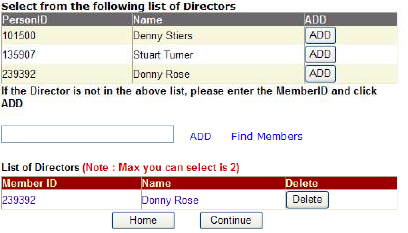 Select from the following list of Directors
PersonID Name ADD
101500 Denny Stiers ADD
135907 Stuart Turner ADD
239392 Donny Rose ADD
If the Director is not in the above list, please enter the MemberID and click
ADD
ADD Find Members
List of Directors (Note : Max you can select is 2)
Member ID Name Delete
239392 Donny Rose Delete
Home Continue